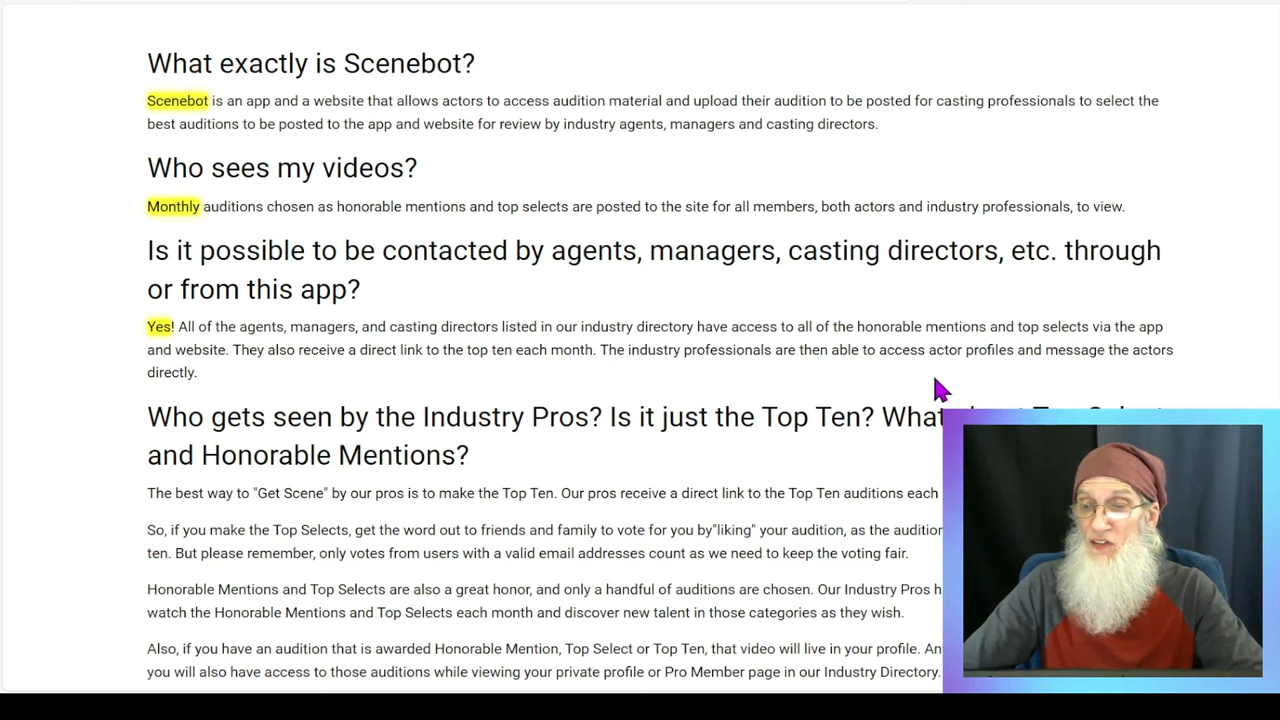 What exactly is Scenebot?
Scenebot is an app and a website that allows actors to access audition material and upload their audition to be posted for casting professionals to select the
best auditions to be posted to the app and website for review by industry agents, managers and casting directors.
Who sees my videos?
Monthly auditions chosen as honorable mentions and top selects are posted to the site for all members, both actors and industry professionals, to view.
Is it possible to be contacted by agents, managers, casting directors, etc. through
or from this app?
Yes! All of the agents, managers, and casting directors listed in our industry directory have access to all of the honorable mentions and top selects via the app
and website. They also receive a direct link to the top ten each month. The industry professionals are then able to access actor profiles and message the actors
directly.
Who gets seen by the Industry Pros? Is it just the Top Ten? What
and Honorable Mentions?
The best way to "Get Scene" by our pros is to make the Top Ten. Our pros receive a direct link to the Top Ten auditions each
So, if you make the Top Selects, get the word out to friends and family to vote for you by"liking" your audition, as the audition
ten. But please remember, only votes from users with a valid email addresses count as we need to keep the voting fair.
Honorable Mentions and Top Selects are also a great honor, and only a handful of auditions are chosen. Our Industry Pros
watch the Honorable Mentions and Top Selects each month and discover new talent in those categories as they wish.
Also, if you have an audition that is awarded Honorable Mention, Top Select or Top Ten, that video will live in your profile.
you will also have access to those auditions while viewing your private profile or Pro Member page in our Industry Directory.